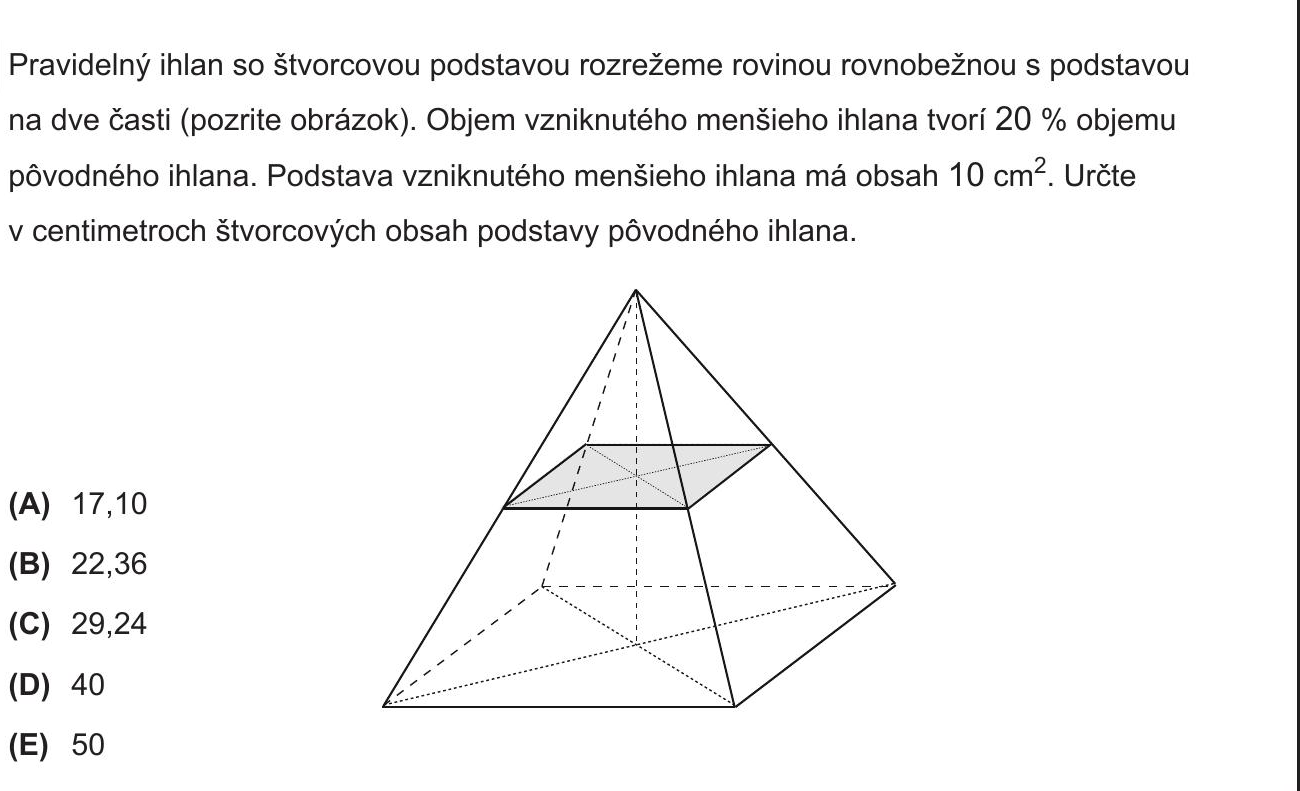 Pravidelný ihlan so štvorcovou podstavou rozrežeme rovinou rovnobežnou s podstavou
na dve časti (pozrite obrázok). Objem vzniknutého menšieho ihlana tvorí 20 % objemu
pôvodného ihlana. Podstava vzniknutého menšieho ihlana má obsah 10 cm². Určte
v centimetroch štvorcových obsah podstavy pôvodného ihlana.
(A) 17,10
(B) 22,36
(C) 29,24
(D) 40
(E) 50